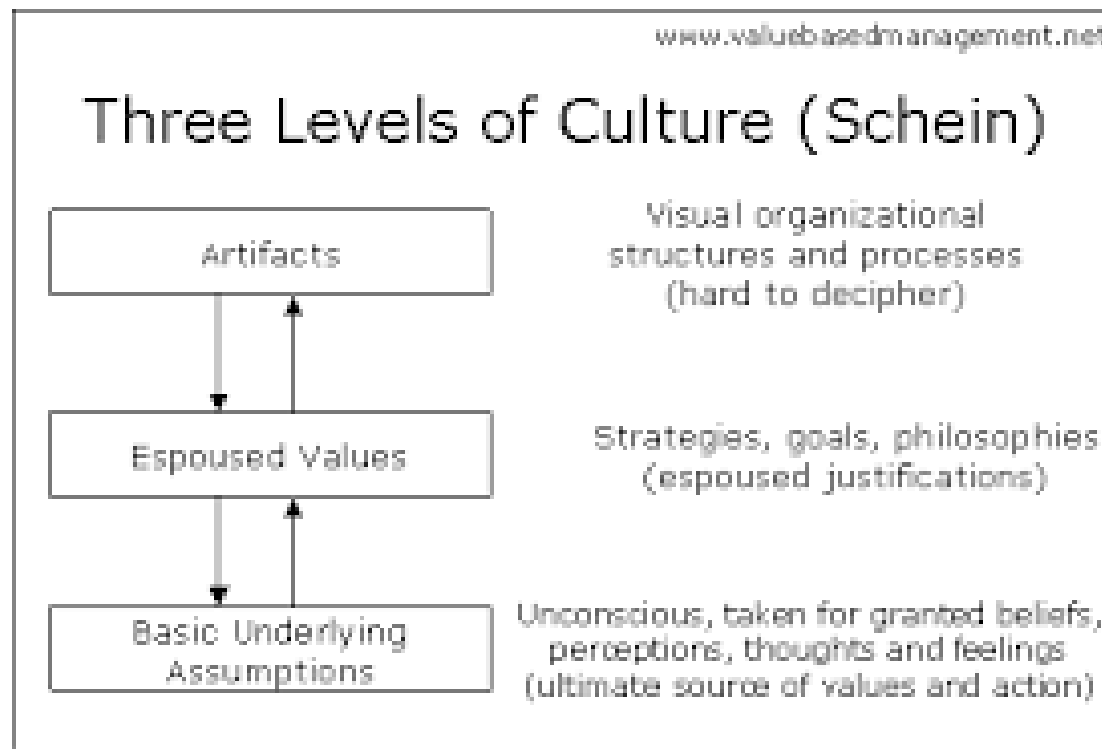 www.valuebasedmanagement.net
Three Levels of Culture (Schein)
Artifacts
Visual organizational
structures and processes
(hard to decipher)
Espoused Values
Strategies, goals, philosophies
(espoused justifications)
Basic Underlying
Assumptions
Unconscious, taken for granted beliefs,
perceptions, thoughts and feelings
(ultimate source of values and action)